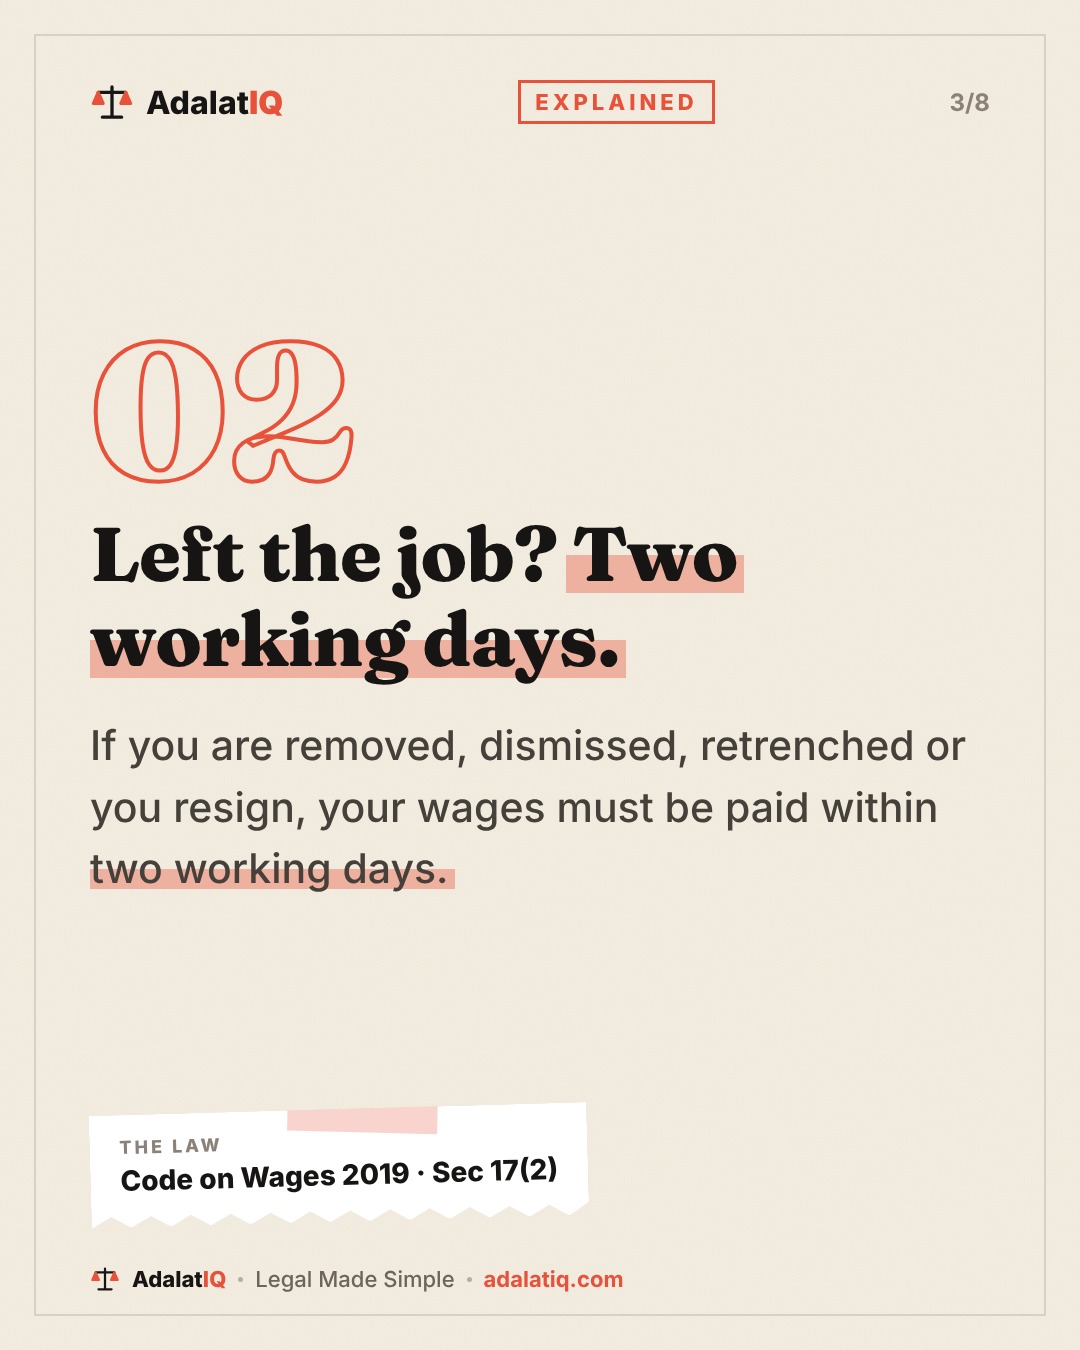 AdalatIQ
EXPLAINED
3/8
02
Left the job? Two
working days.
If you are removed, dismissed, retrenched or
you resign, your wages must be paid within
two working days.
THE LAW
Code on Wages 2019 · Sec 17(2)
AdalatIQ • Legal Made Simple • adalatiq.com